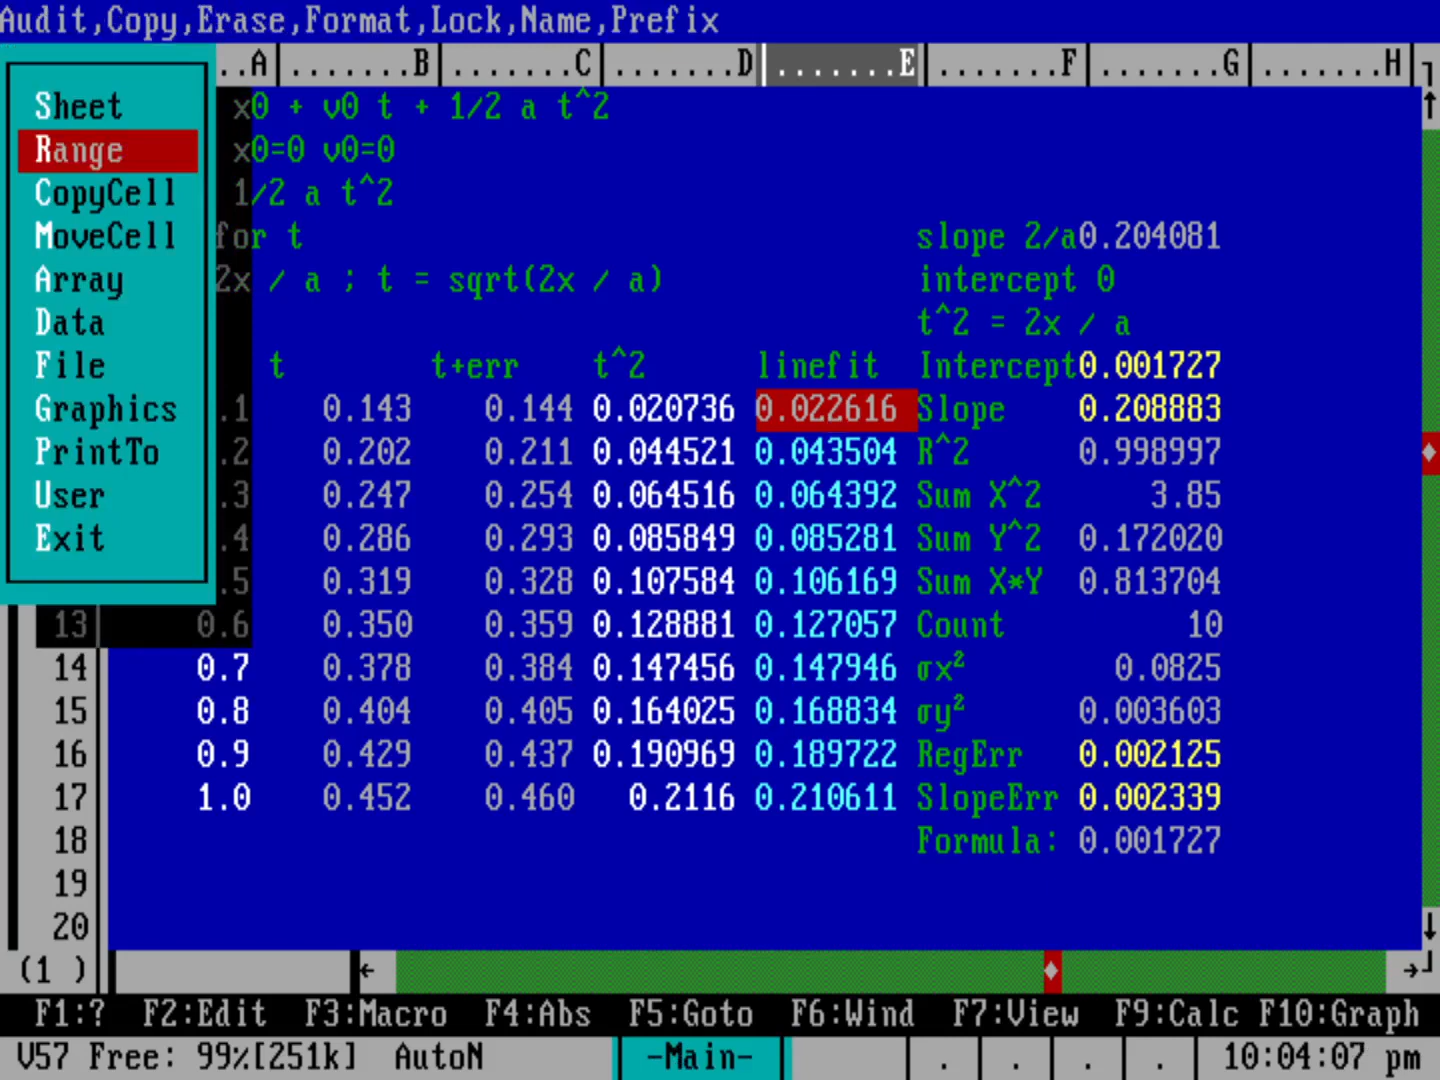 Audit,Copy,Erase,Format,Lock,Name,Prefix
..A .......B .......C .......D .......E .......F .......G .......H
Sheet x0 + v0 t + 1/2 a t^2
Range x0=0 v0=0
CopyCell 1/2 a t^2
MoveCell for t slope 2/a0.204081
Array 2x / a ; t = sqrt(2x / a) intercept 0
Data t^2 = 2x / a
File t t+err t^2 linefit Intercept0.001727
Graphics .1 0.143 0.144 0.020736 0.022616 Slope 0.208883
PrintTo .2 0.202 0.211 0.044521 0.043504 R^2 0.998997
User .3 0.247 0.254 0.064516 0.064392 Sum X^2 3.85
Exit .4 0.286 0.293 0.085849 0.085281 Sum Y^2 0.172020
.5 0.319 0.328 0.107584 0.106169 Sum X*Y 0.813704
13 0.6 0.350 0.359 0.128881 0.127057 Count 10
14 0.7 0.378 0.384 0.147456 0.147946 σx² 0.0825
15 0.8 0.404 0.405 0.164025 0.168834 σy² 0.003603
16 0.9 0.429 0.437 0.190969 0.189722 RegErr 0.002125
17 1.0 0.452 0.460 0.2116 0.210611 SlopeErr 0.002339
18 Formula: 0.001727
19
20
(1 )
F1:? F2:Edit F3:Macro F4:Abs F5:Goto F6:Wind F7:View F9:Calc F10:Graph
V57 Free: 99%[251k] AutoN -Main- . . . . 10:04:07 pm